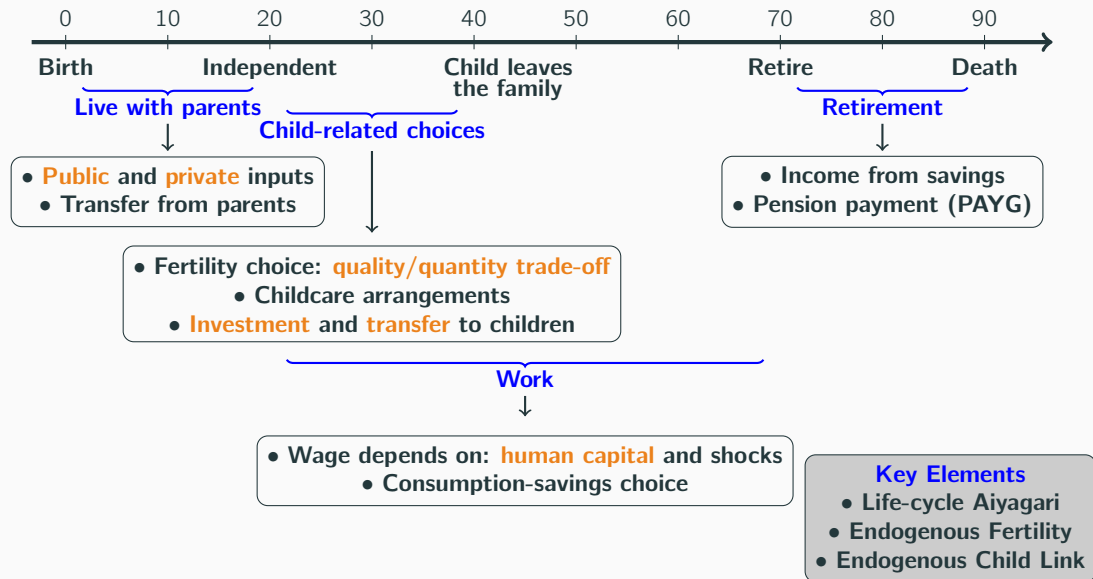 0 10 20 30 40 50 60 70 80 90
Birth Independent Child leaves Retire Death
the family
Live with parents Retirement
Child-related choices
• Public and private inputs
• Transfer from parents
• Income from savings
• Pension payment (PAYG)
• Fertility choice: quality/quantity trade-off
• Childcare arrangements
• Investment and transfer to children
Work
• Wage depends on: human capital and shocks
• Consumption-savings choice
Key Elements
• Life-cycle Aiyagari
• Endogenous Fertility
• Endogenous Child Link